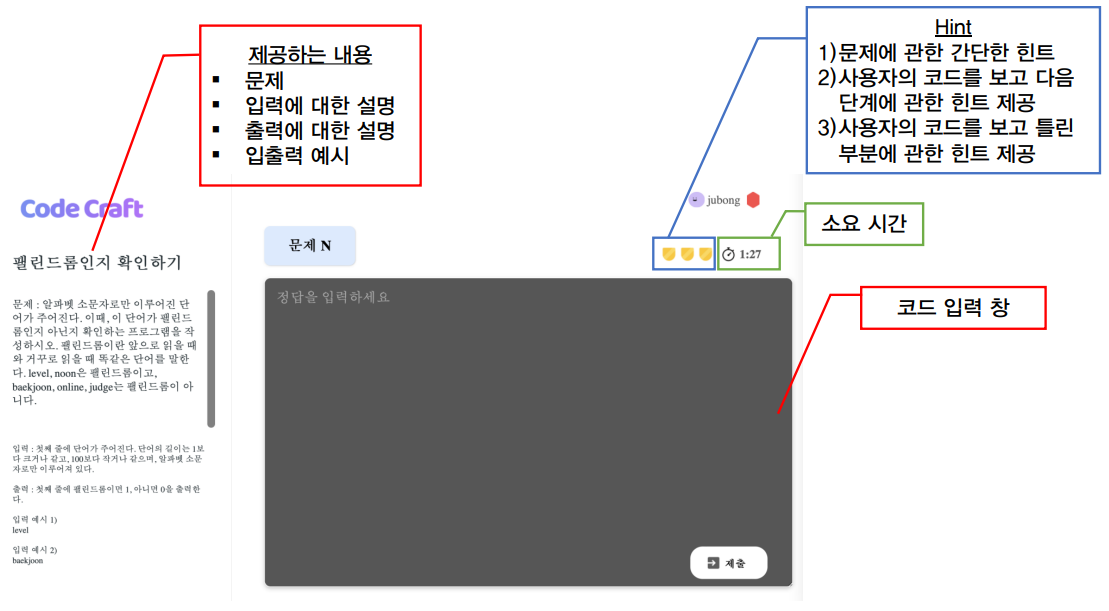 제공하는 내용
▪ 문제
▪ 입력에 대한 설명
▪ 출력에 대한 설명
▪ 입출력 예시
Hint
1)문제에 관한 간단한 힌트
2)사용자의 코드를 보고 다음
단계에 관한 힌트 제공
3)사용자의 코드를 보고 틀린
부분에 관한 힌트 제공
Code Craft
jubong
소요 시간
문제 N
1:27
팰린드롬인지 확인하기
코드 입력 창
정답을 입력하세요
문제 : 알파벳 소문자로만 이루어진 단
어가 주어진다. 이때, 이 단어가 팰린드
롬인지 아닌지 확인하는 프로그램을 작
성하시오. 팰린드롬이란 앞으로 읽을 때
와 거꾸로 읽을 때 똑같은 단어를 말한
다. level, noon은 팰린드롬이고,
baekjoon, online, judge는 팰린드롬이 아
니다.
입력 : 첫째 줄에 단어가 주어진다. 단어의 길이는 1보
다 크거나 같고, 100보다 작거나 같으며, 알파벳 소문
자로만 이루어져 있다.
출력 : 첫째 줄에 팰린드롬이면 1, 아니면 0을 출력한
다.
입력 예시 1)
level
입력 예시 2)
baekjoon
제출